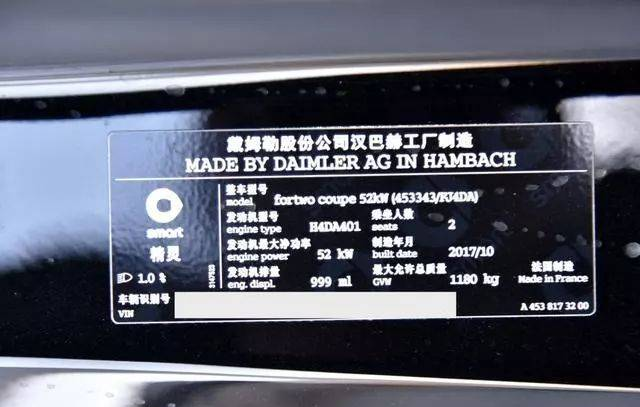 戴姆勒股份公司汉巴赫工厂制造
MADE BY DAIMLER AG IN HAMBACH
整车型号
model fortwo coupe 52kW (453343/KJ4DA)
发动机型号 乘坐人数
engine type H4DA401 seats 2
smart
精灵
发动机最大净功率 制造年月
engine power 52 kW built date 2017/10
发动机排量 最大允许总质量 法国制造
1.0 % eng. displ. 999 ml GVW 1180 kg Made in France
车辆识别号
VIN
A 453 817 32 00